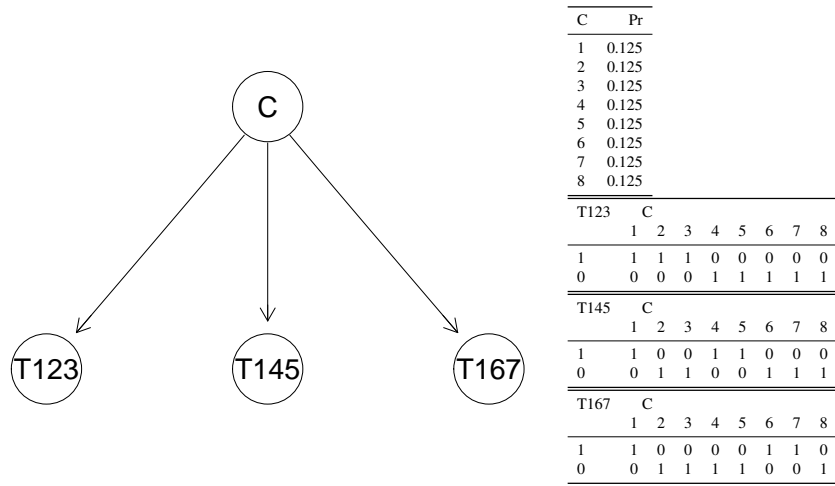 C
T123
T145
T167
C Pr
1 0.125
2 0.125
3 0.125
4 0.125
5 0.125
6 0.125
7 0.125
8 0.125
T123 C
1 2 3 4 5 6 7 8
1 1 1 1 0 0 0 0 0
0 0 0 0 1 1 1 1 1
T145 C
1 2 3 4 5 6 7 8
1 1 0 0 1 1 0 0 0
0 0 1 1 0 0 1 1 1
T167 C
1 2 3 4 5 6 7 8
1 1 0 0 0 0 1 1 0
0 0 1 1 1 1 0 0 1